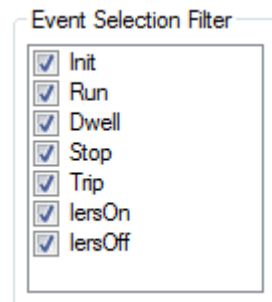 Event Selection Filter
Init
Run
Dwell
Stop
Trip
IersOn
IersOff